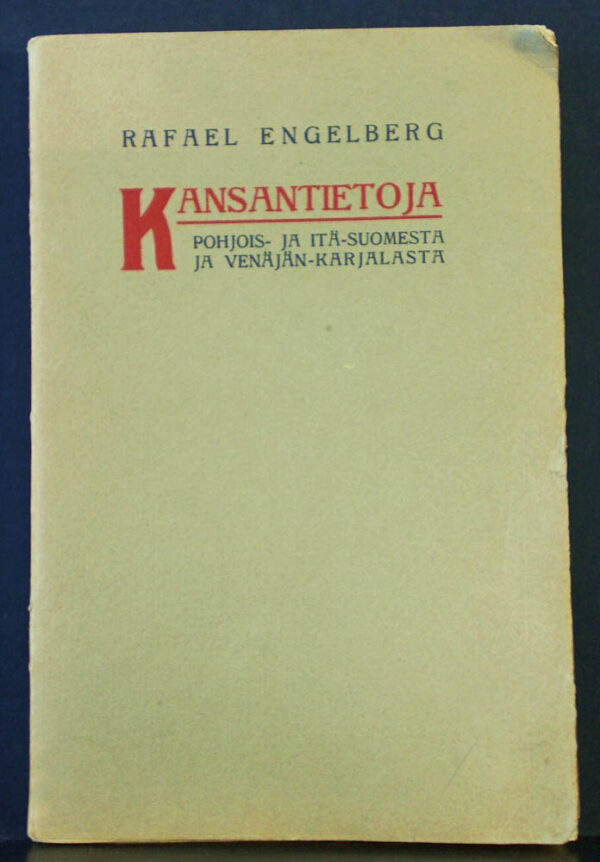 RAFAEL ENGELBERG
KANSANTIETOJA
POHJOIS- JA ITÄ-SUOMESTA
JA VENÄJÄN-KARJALASTA